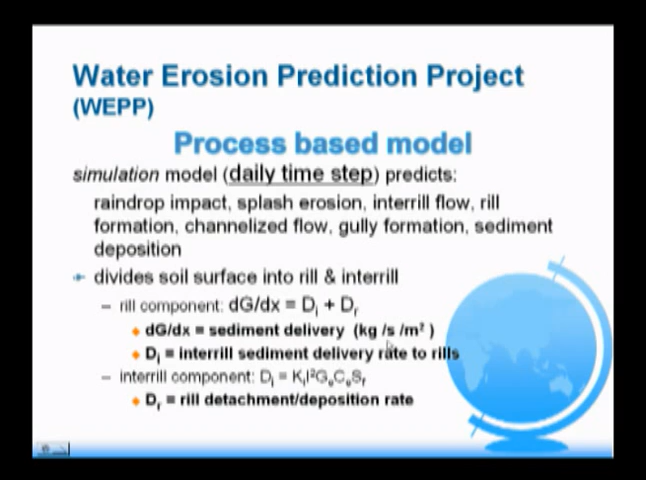 Water Erosion Prediction Project
(WEPP)
Process based model
simulation model (daily time step) predicts:
raindrop impact, splash erosion, interrill flow, rill
formation, channelized flow, gully formation, sediment
deposition
divides soil surface into rill & interrill
– rill component: dG/dx = Dᵢ + Dᵣ
dG/dx = sediment delivery (kg /s /m² )
Dᵢ = interrill sediment delivery rate to rills
– interrill component: Dᵢ = KᵢI²GₑCₑSf
Dᵣ = rill detachment/deposition rate